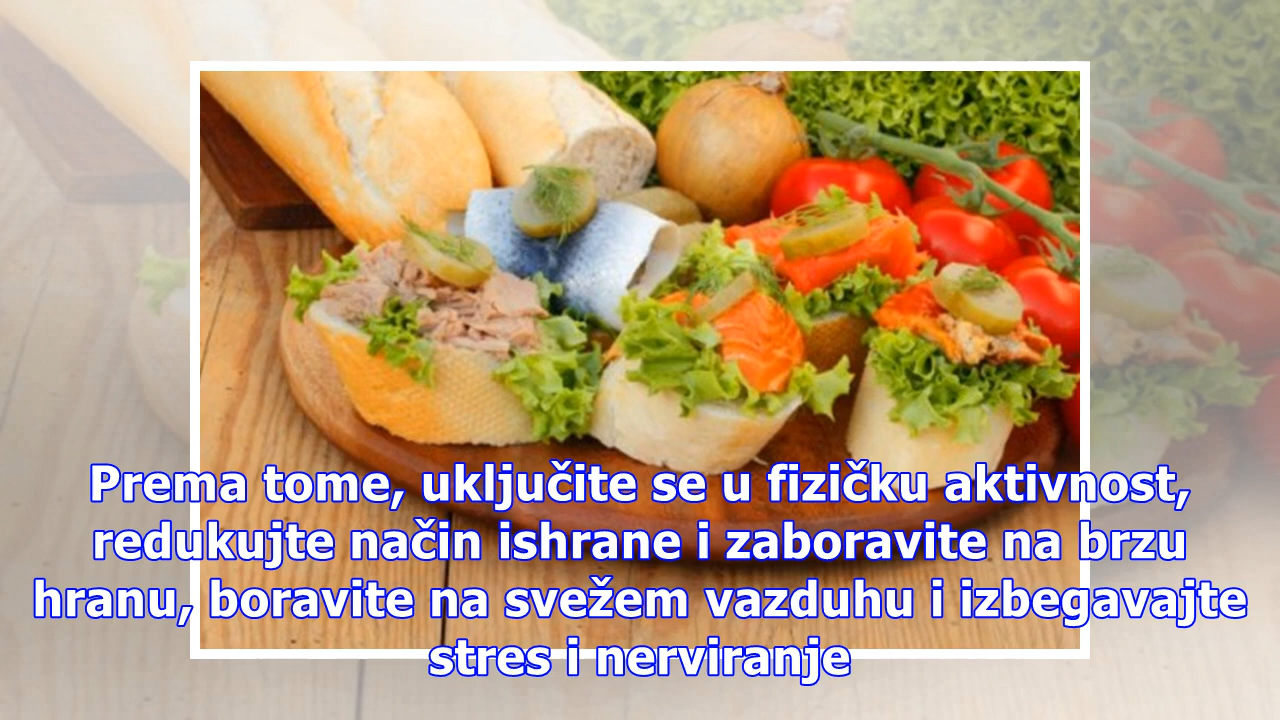 Prema tome, uključite se u fizičku aktivnost,
redukujte način ishrane i zaboravite na brzu
hranu, boravite na svežem vazduhu i izbegavajte
stres i nerviranje